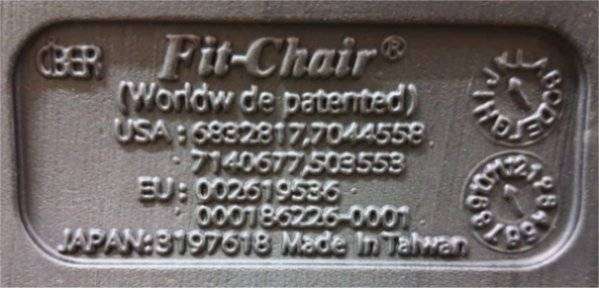 CIBER Fit-Chair®
(Worldw de patented)
USA : 6832817,7044558
7140677,503553
EU : 002619536
000186226-0001
JAPAN:3197618 Made In Taiwan